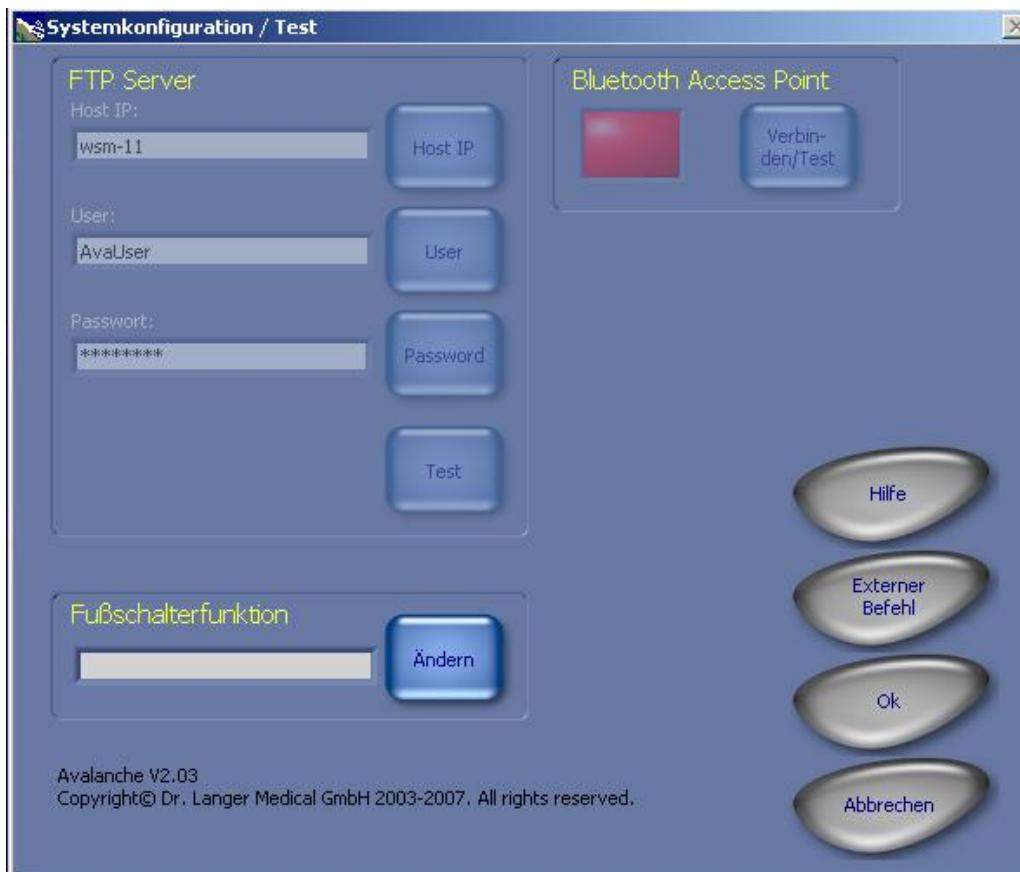 Systemkonfiguration / Test
FTP Server
Host IP:
wsm-11
Host IP
User:
AvaUser
User
Passwort:
********
Password
Test
Bluetooth Access Point
Verbin-
den/Test
Fußschalterfunktion
Ändern
Hilfe
Externer
Befehl
Ok
Abbrechen
Avalanche V2.03
Copyright© Dr. Langer Medical GmbH 2003-2007. All rights reserved.